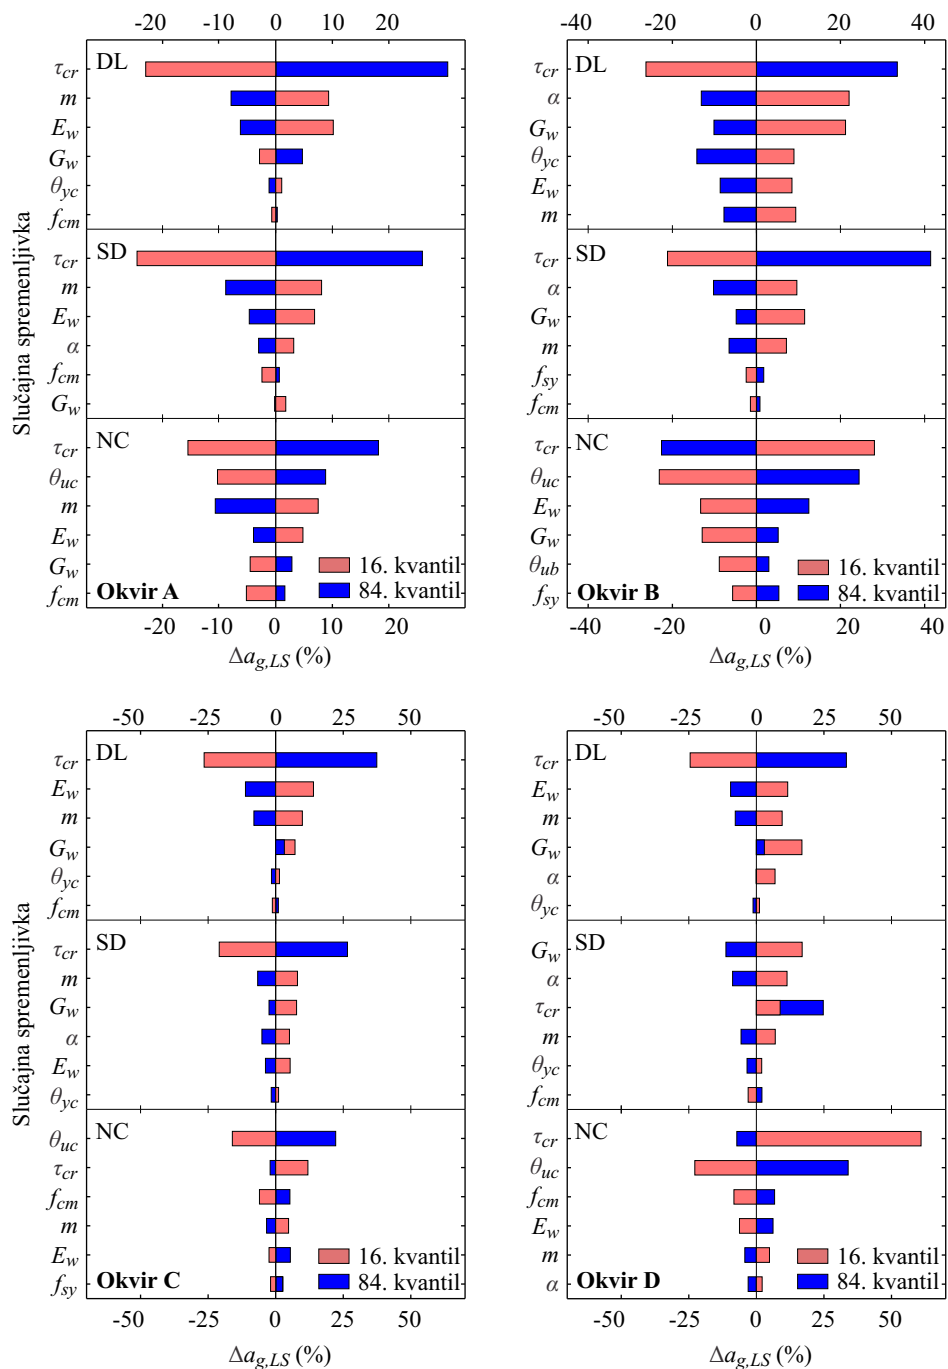 -20 -10 0 10 20
DL
τcr
m
Ew
Gw
θyc
fcm
SD
τcr
m
Ew
α
fcm
Gw
NC
τcr
θuc
m
Ew
Gw
fcm
16. kvantil
84. kvantil
Okvir A
-20 -10 0 10 20
Δag,LS (%)
Slučajna spremenljivka
-40 -20 0 20 40
DL
τcr
α
Gw
θyc
Ew
m
SD
τcr
α
Gw
m
fsy
fcm
NC
τcr
θuc
Ew
Gw
θub
fsy
16. kvantil
84. kvantil
Okvir B
-40 -20 0 20 40
Δag,LS (%)
-50 -25 0 25 50
DL
τcr
Ew
m
Gw
θyc
fcm
SD
τcr
m
Gw
α
Ew
θyc
NC
θuc
τcr
fcm
m
Ew
fsy
16. kvantil
84. kvantil
Okvir C
-50 -25 0 25 50
Δag,LS (%)
Slučajna spremenljivka
-50 -25 0 25 50
DL
τcr
Ew
m
Gw
α
θyc
SD
Gw
α
τcr
m
θyc
fcm
NC
τcr
θuc
fcm
Ew
m
α
16. kvantil
84. kvantil
Okvir D
-50 -25 0 25 50
Δag,LS (%)